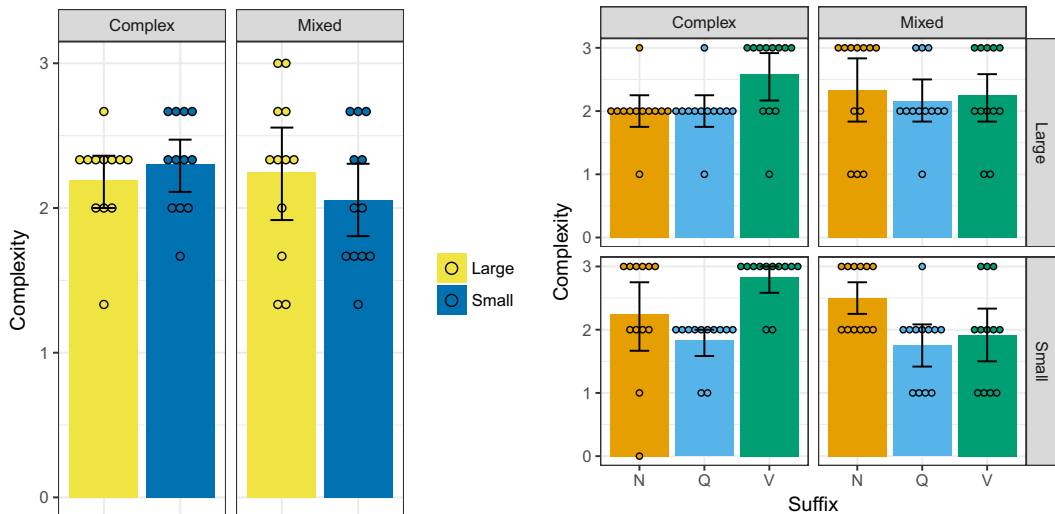 Complex
Mixed
Complexity
3
2
1
0
Large
Small
Complex
Mixed
Complexity
3
2
1
0
Large
3
2
1
0
Small
N
Q
V
N
Q
V
Suffix